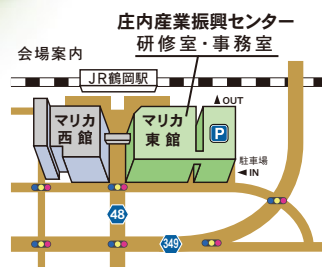 庄内産業振興センター
研修室・事務室
会場案内
JR鶴岡駅
▲OUT
マリカ
西館
マリカ
東館
P
駐車場
◄IN
48
349